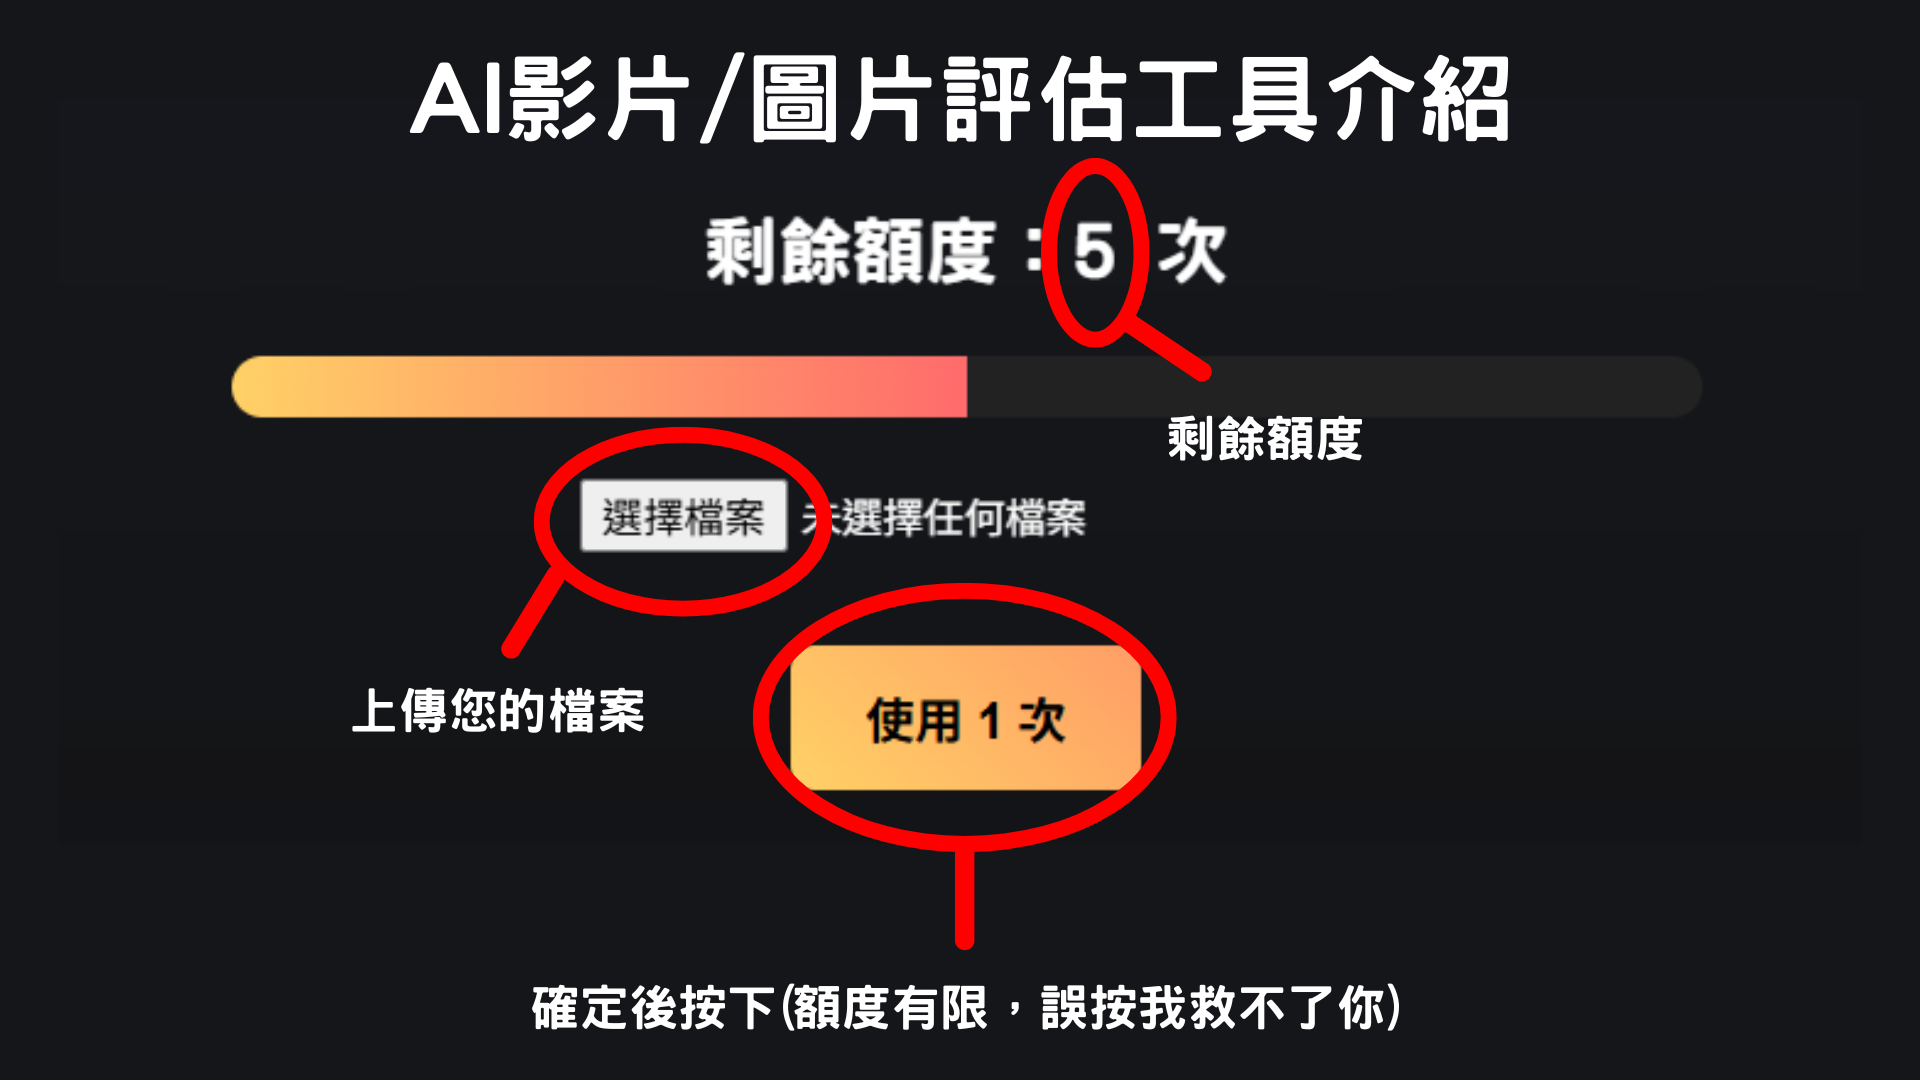 AI影片/圖片評估工具介紹
剩餘額度：5 次
剩餘額度
選擇檔案 未選擇任何檔案
上傳您的檔案
使用 1 次
確定後按下(額度有限，誤按我救不了你)